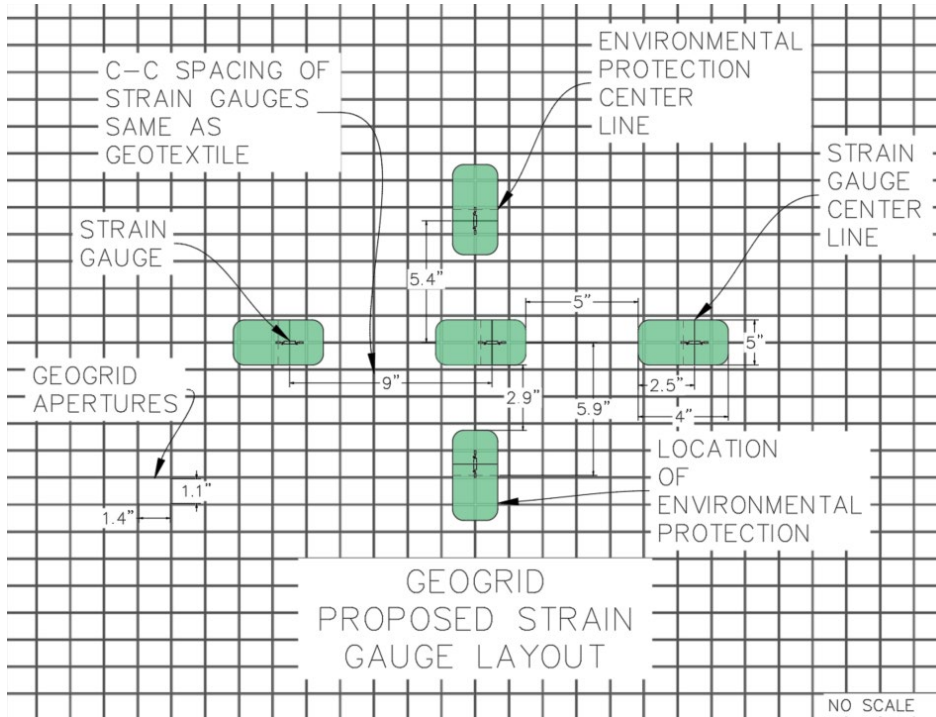 C-C SPACING OF
STRAIN GAUGES
SAME AS
GEOTEXTILE
ENVIRONMENTAL
PROTECTION
CENTER
LINE
STRAIN
GAUGE
CENTER
LINE
STRAIN
GAUGE
5.4"
5"
5"
GEOGRID
APERTURES
9"
2.9"
5.9"
2.5"
4"
1.1"
1.4"
LOCATION
OF
ENVIRONMENTAL
PROTECTION
GEOGRID
PROPOSED STRAIN
GAUGE LAYOUT
NO SCALE